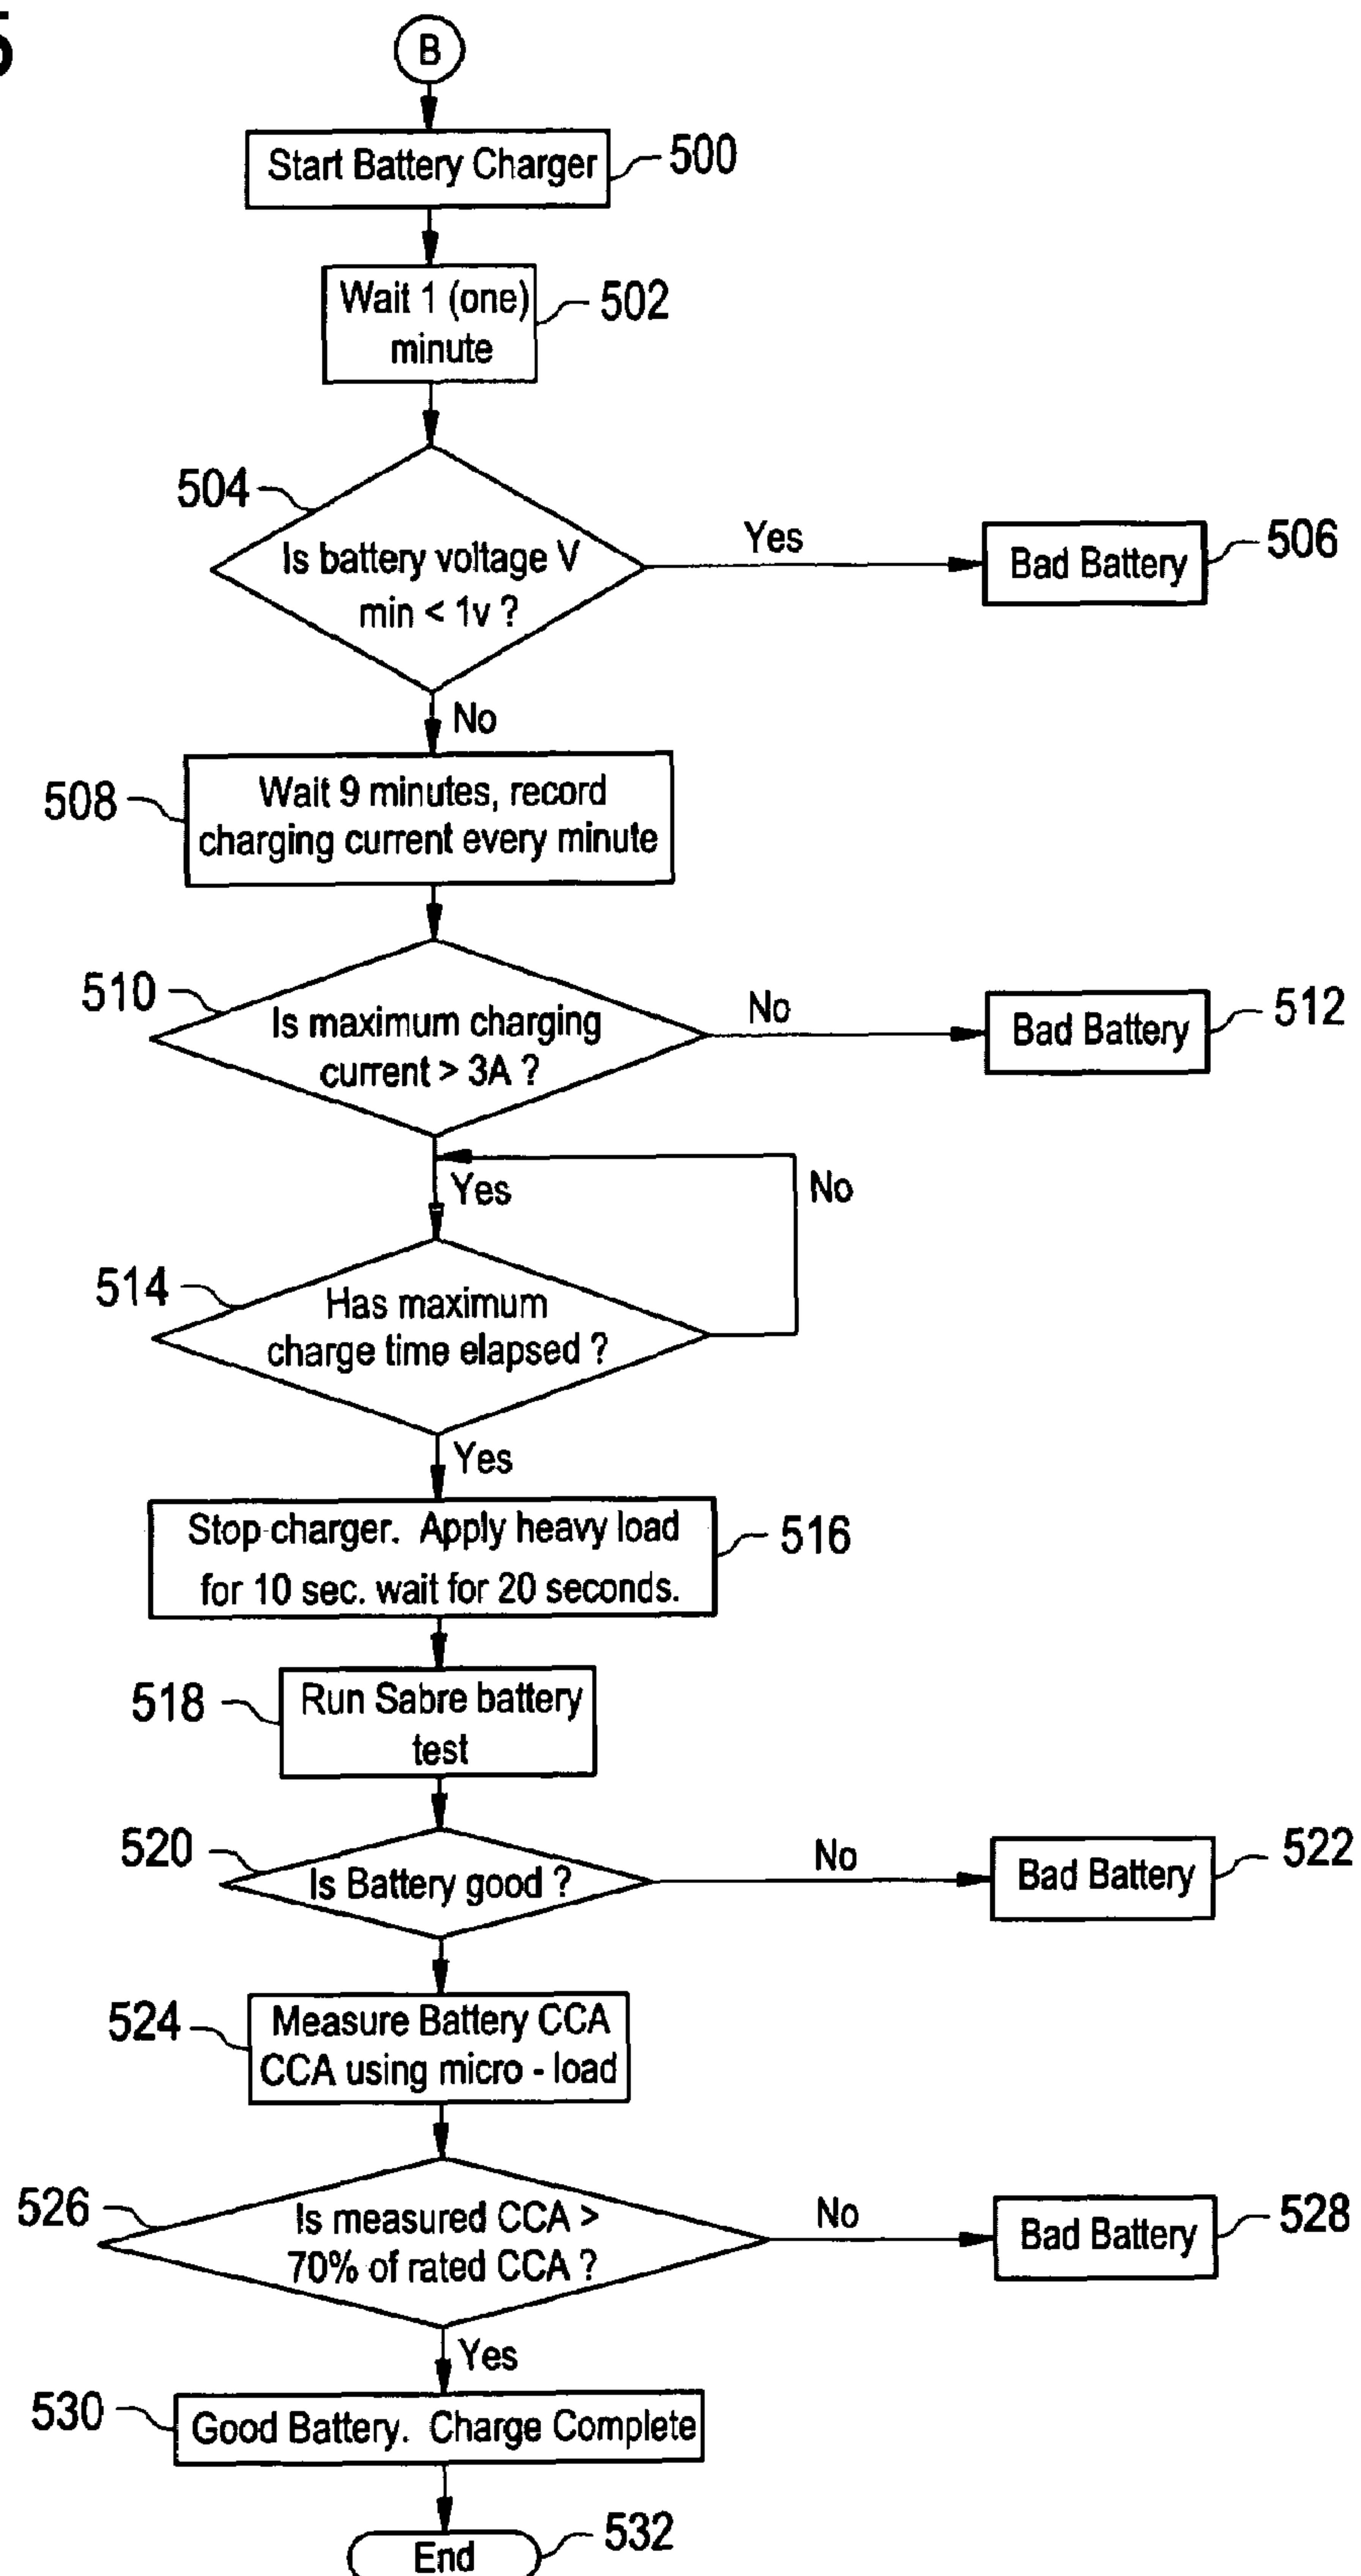 5
B
Start Battery Charger
500
Wait 1 (one)
minute
502
504
Is battery voltage V
min < 1v ?
Yes
Bad Battery
506
No
508
Wait 9 minutes, record
charging current every minute
510
Is maximum charging
current > 3A ?
No
Bad Battery
512
Yes
No
514
Has maximum
charge time elapsed ?
Yes
Stop charger. Apply heavy load
for 10 sec. wait for 20 seconds.
516
518
Run Sabre battery
test
520
Is Battery good ?
No
Bad Battery
522
524
Measure Battery CCA
CCA using micro - load
526
Is measured CCA >
70% of rated CCA ?
No
Bad Battery
528
Yes
530
Good Battery. Charge Complete
End
532